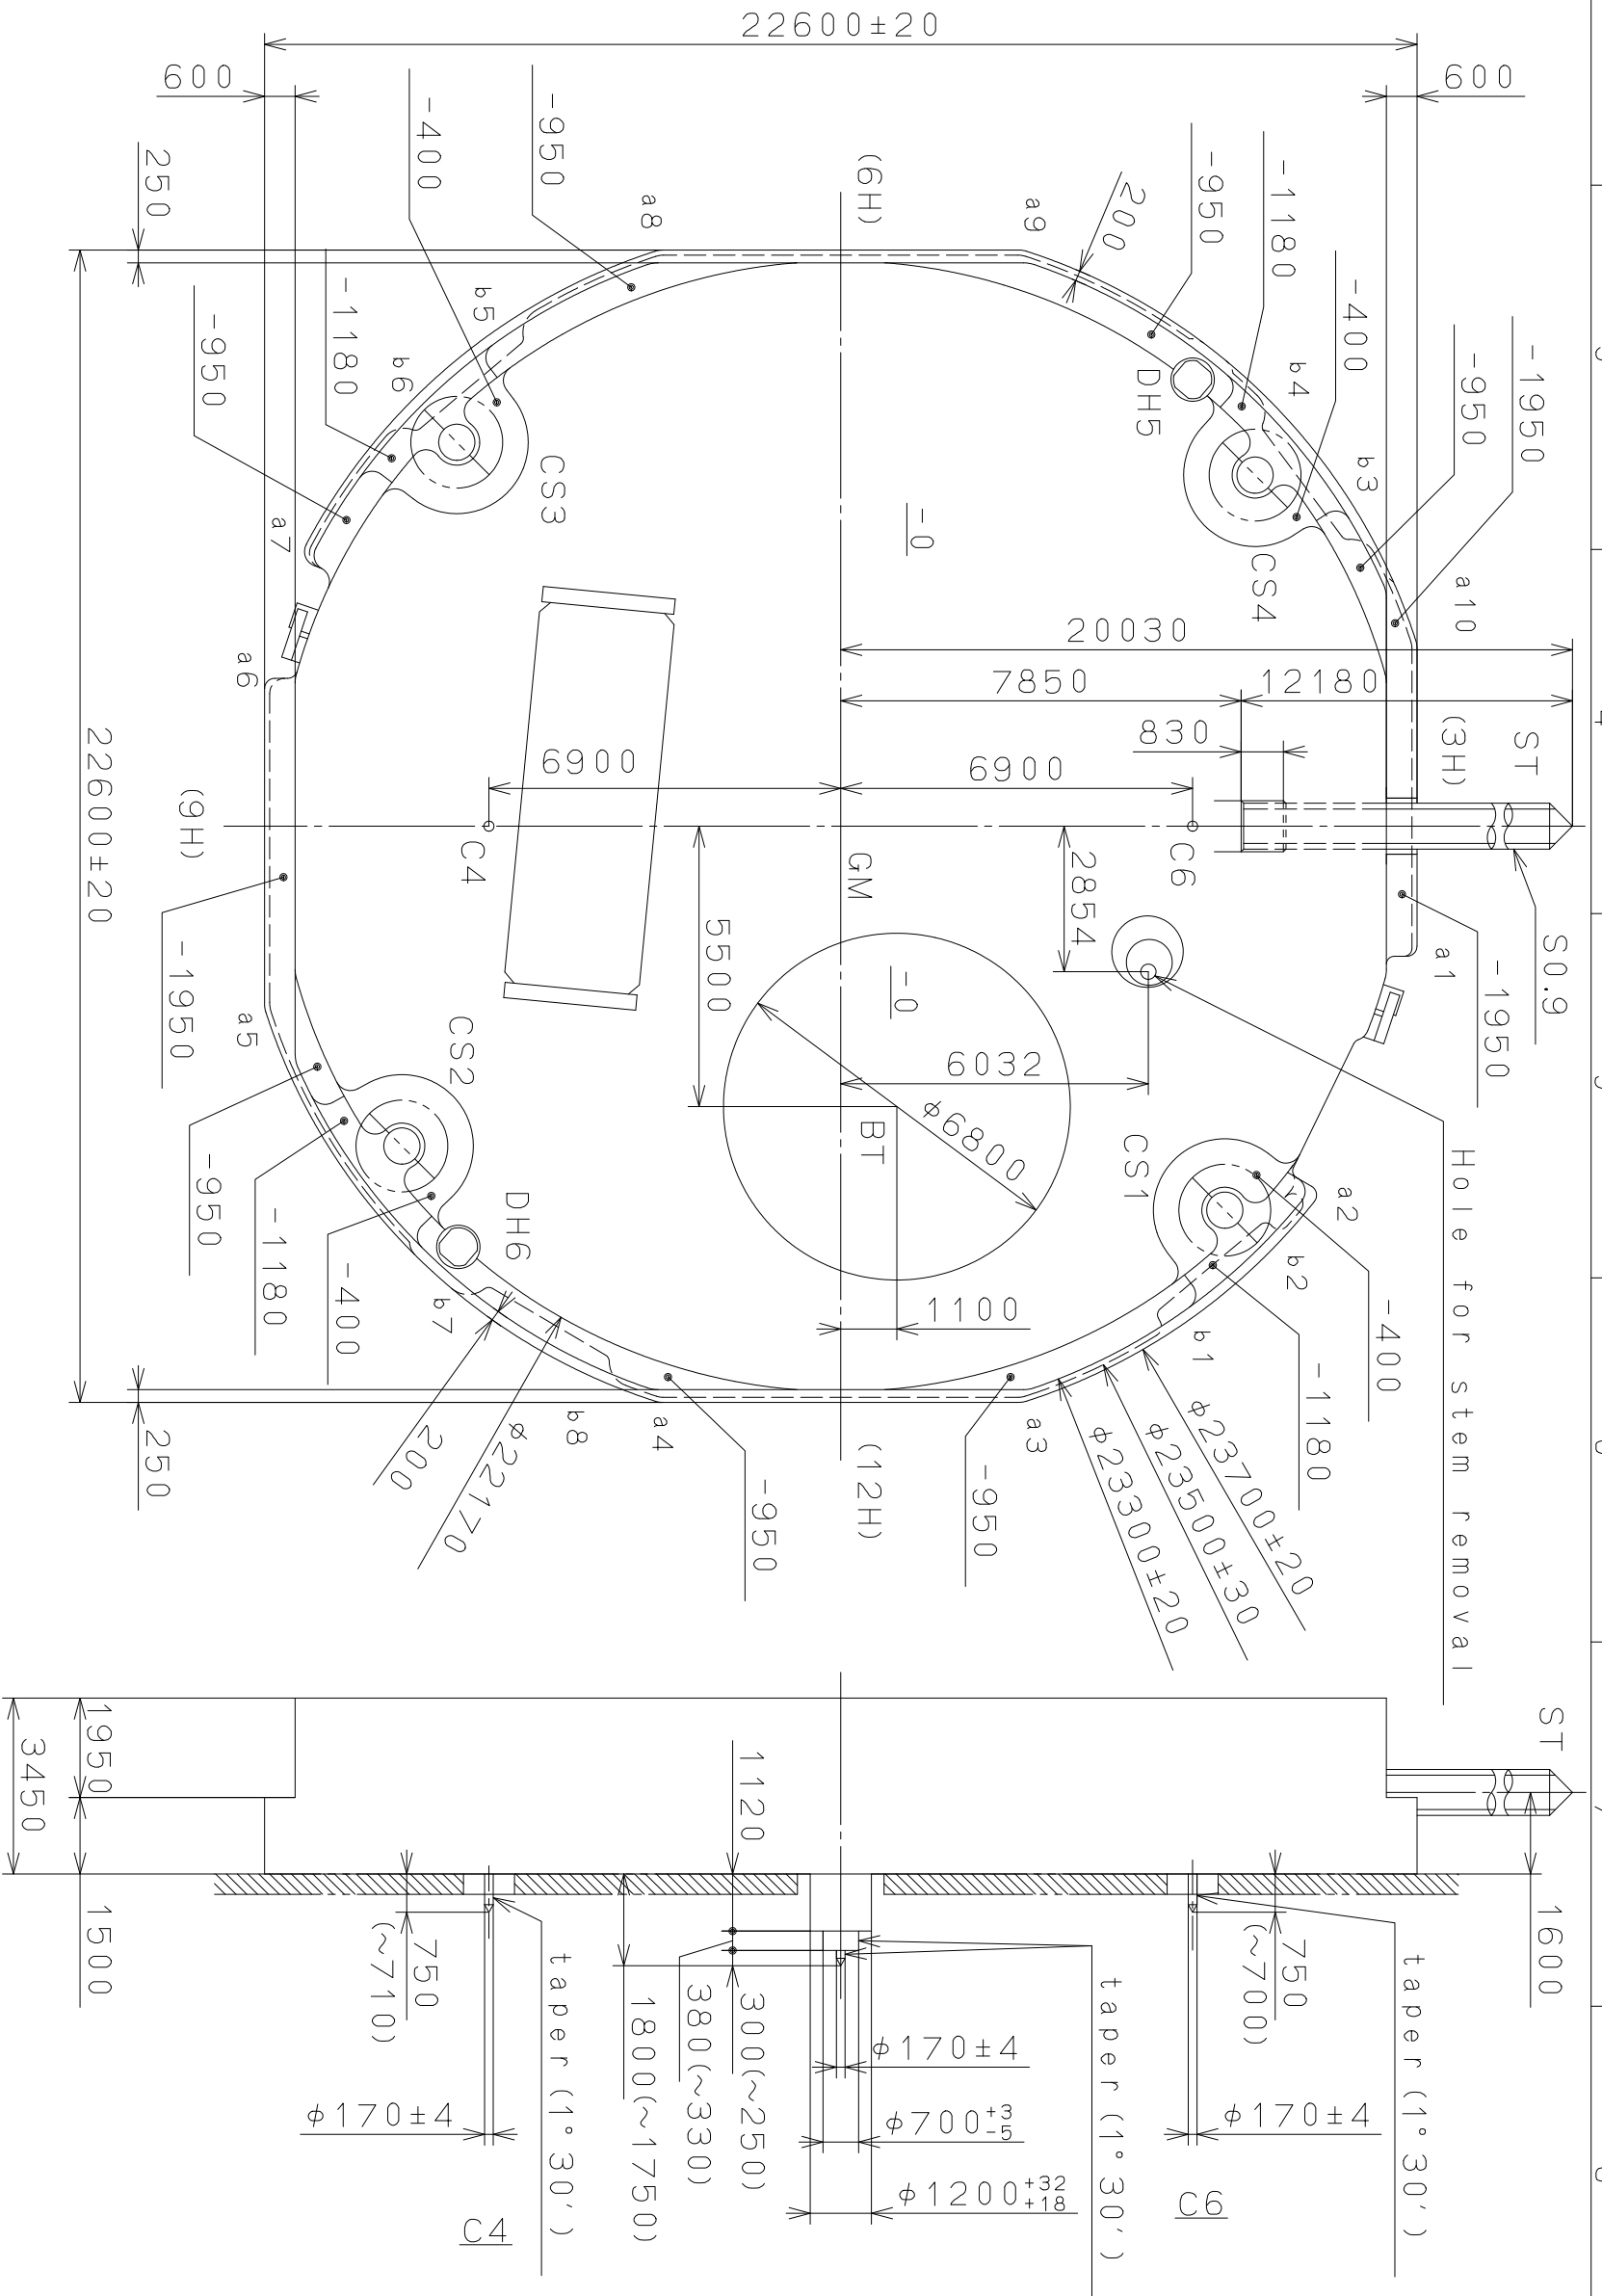 22600±20
600
600
250
-400
-950
(6H)
-950
-1180
-400
-950
-1950
200
a8
a9
b5
b6
-1180
-950
a7
CS3
DH5
b4
b3
CS4
a10
-0
20030
7850
12180
830
6900
6900
a6
(3H)
ST
22600±20
(9H)
C4
GM
C6
2854
5500
S0.9
a1
-1950
-1950
a5
CS2
-0
6032
φ6800
BT
CS1
a2
b2
Hole for stem removal
-950
-1180
-400
DH6
b7
1100
b1
-400
-1180
250
200
φ22170
b8
a4
-950
(12H)
-950
a3
φ23300±20
φ23500±30
φ23700±20
ST
1950
3450
1500
1120
1600
750
(~710)
taper(1°30′)
φ170±4
C4
1800(~1750)
380(~330)
300(~250)
φ170±4
φ700+3-5
φ1200+32+18
taper(1°30′)
750
(~700)
taper(1°30′)
φ170±4
C6